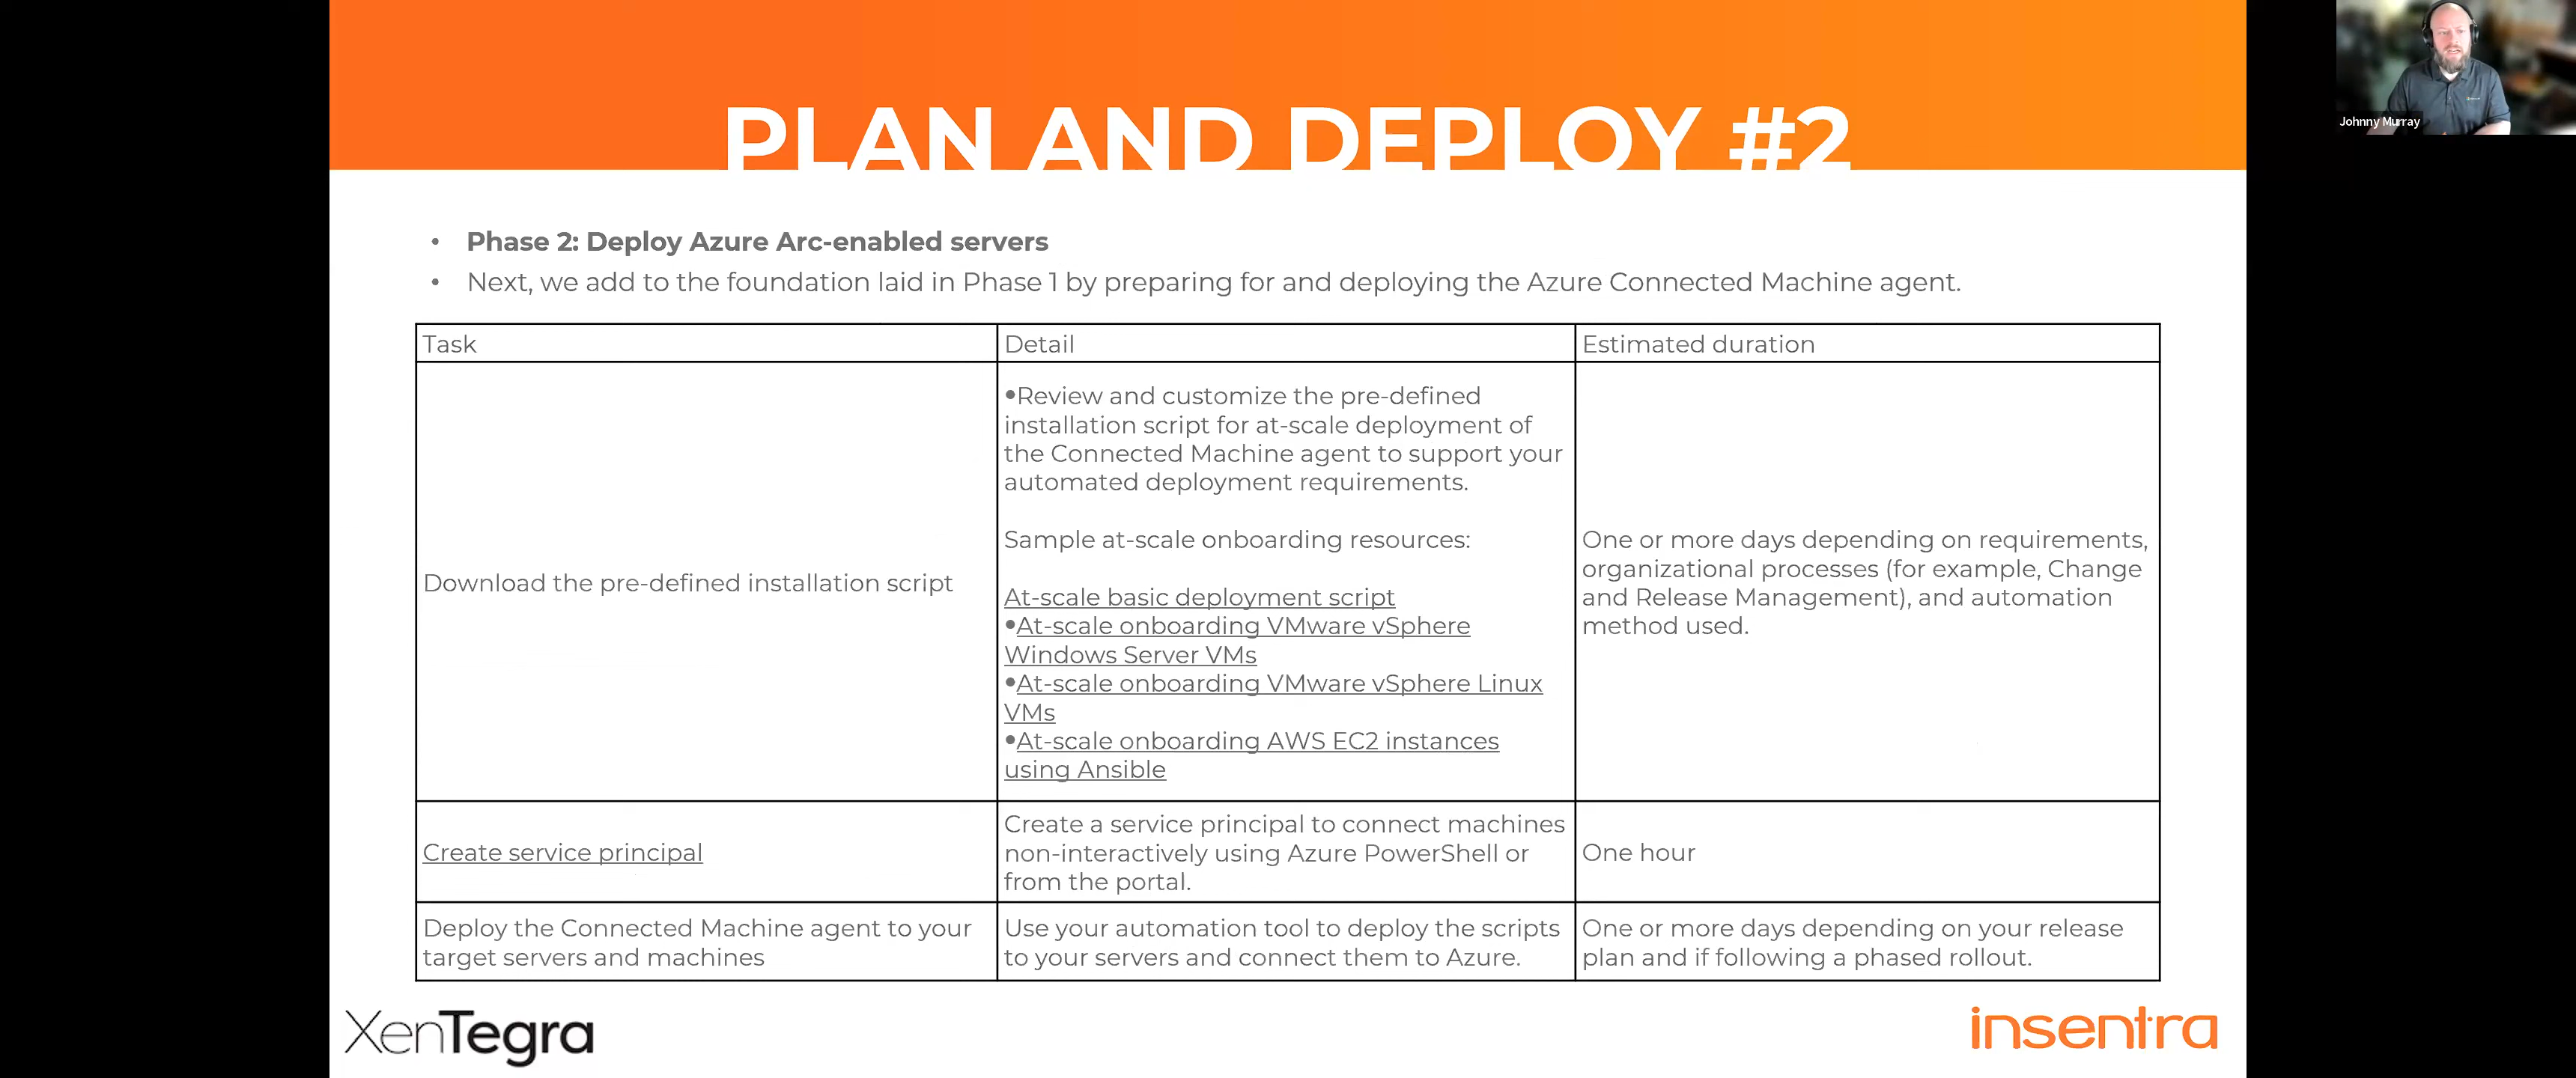 PLAN AND DEPLOY #2
Johnny Murray
• Phase 2: Deploy Azure Arc-enabled servers
• Next, we add to the foundation laid in Phase 1 by preparing for and deploying the Azure Connected Machine agent.
Task
Detail
Estimated duration
Download the pre-defined installation script
•Review and customize the pre-defined
installation script for at-scale deployment of
the Connected Machine agent to support your
automated deployment requirements.
Sample at-scale onboarding resources:
At-scale basic deployment script
•At-scale onboarding VMware vSphere
Windows Server VMs
•At-scale onboarding VMware vSphere Linux
VMs
•At-scale onboarding AWS EC2 instances
using Ansible
One or more days depending on requirements,
organizational processes (for example, Change
and Release Management), and automation
method used.
Create service principal
Create a service principal to connect machines
non-interactively using Azure PowerShell or
from the portal.
One hour
Deploy the Connected Machine agent to your
target servers and machines
Use your automation tool to deploy the scripts
to your servers and connect them to Azure.
One or more days depending on your release
plan and if following a phased rollout.
XenTegra
insentra